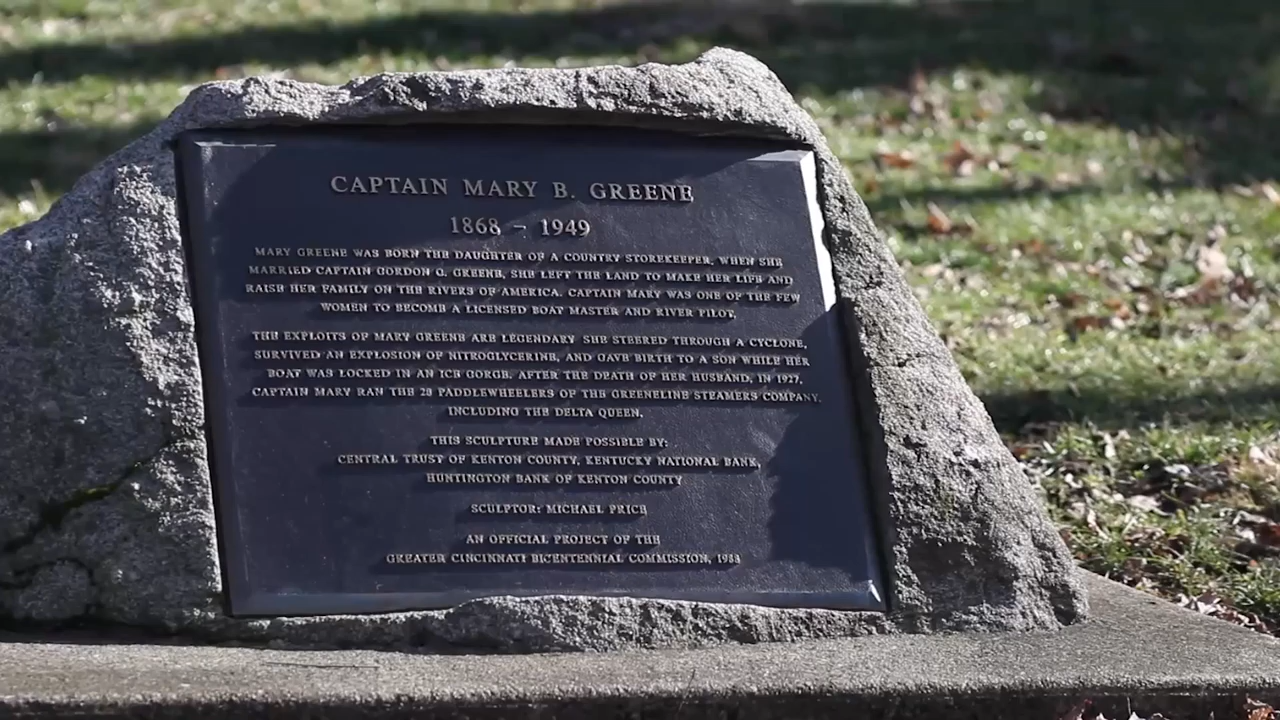 CAPTAIN MARY B. GREENE
1868 - 1949
MARY GREENE WAS BORN THE DAUGHTER OF A COUNTRY STOREKEEPER. WHEN SHE
MARRIED CAPTAIN GORDON C. GREENE, SHE LEFT THE LAND TO MAKE HER LIFE AND
RAISE HER FAMILY ON THE RIVERS OF AMERICA. CAPTAIN MARY WAS ONE OF THE FEW
WOMEN TO BECOME A LICENSED BOAT MASTER AND RIVER PILOT.
THE EXPLOITS OF MARY GREENE ARE LEGENDARY. SHE STEERED THROUGH A CYCLONE,
SURVIVED AN EXPLOSION OF NITROGLYCERINE, AND GAVE BIRTH TO A SON WHILE HER
BOAT WAS LOCKED IN AN ICE GORGE. AFTER THE DEATH OF HER HUSBAND, IN 1927,
CAPTAIN MARY RAN THE 28 PADDLEWHEELERS OF THE GREENELINE STEAMERS COMPANY,
INCLUDING THE DELTA QUEEN.
THIS SCULPTURE MADE POSSIBLE BY:
CENTRAL TRUST OF KENTON COUNTY, KENTUCKY NATIONAL BANK,
HUNTINGTON BANK OF KENTON COUNTY
SCULPTOR: MICHAEL PRICE
AN OFFICIAL PROJECT OF THE
GREATER CINCINNATI BICENTENNIAL COMMISSION, 1988